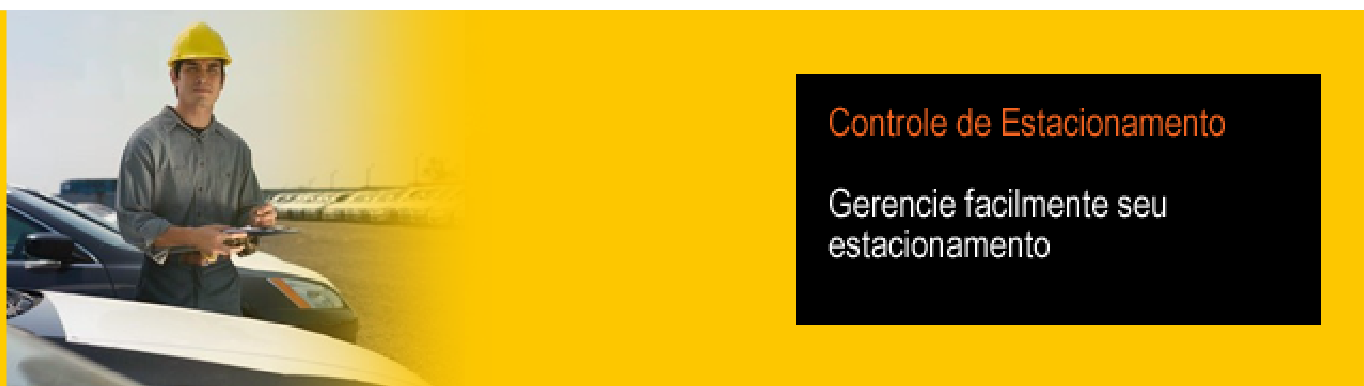 Controle de Estacionamento
Gerencie facilmente seu
estacionamento